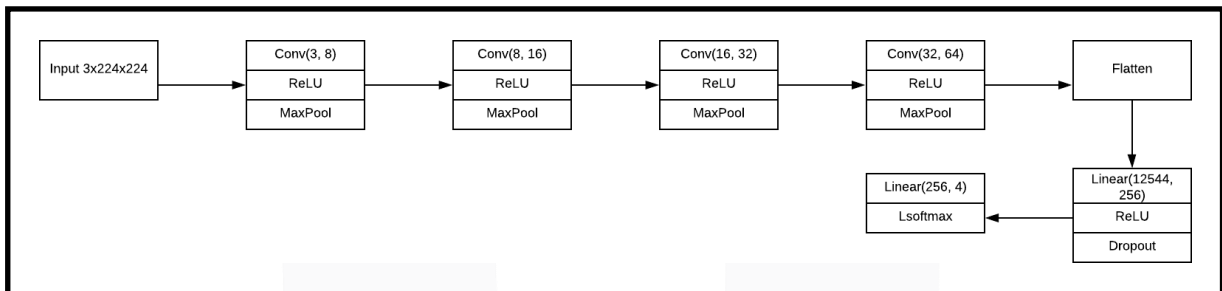 Input 3x224x224
Conv(3, 8)
ReLU
MaxPool
Conv(8, 16)
ReLU
MaxPool
Conv(16, 32)
ReLU
MaxPool
Conv(32, 64)
ReLU
MaxPool
Flatten
Linear(12544,
256)
ReLU
Dropout
Linear(256, 4)
Lsoftmax